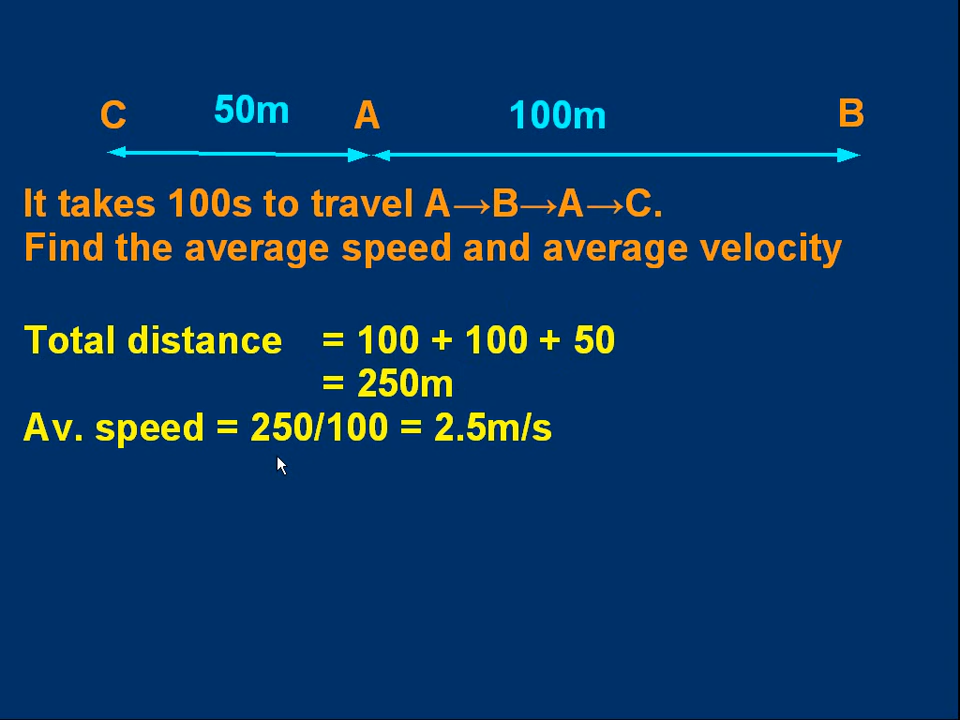 C 50m A 100m B
It takes 100s to travel A→B→A→C.
Find the average speed and average velocity
Total distance = 100 + 100 + 50
= 250m
Av. speed = 250/100 = 2.5m/s